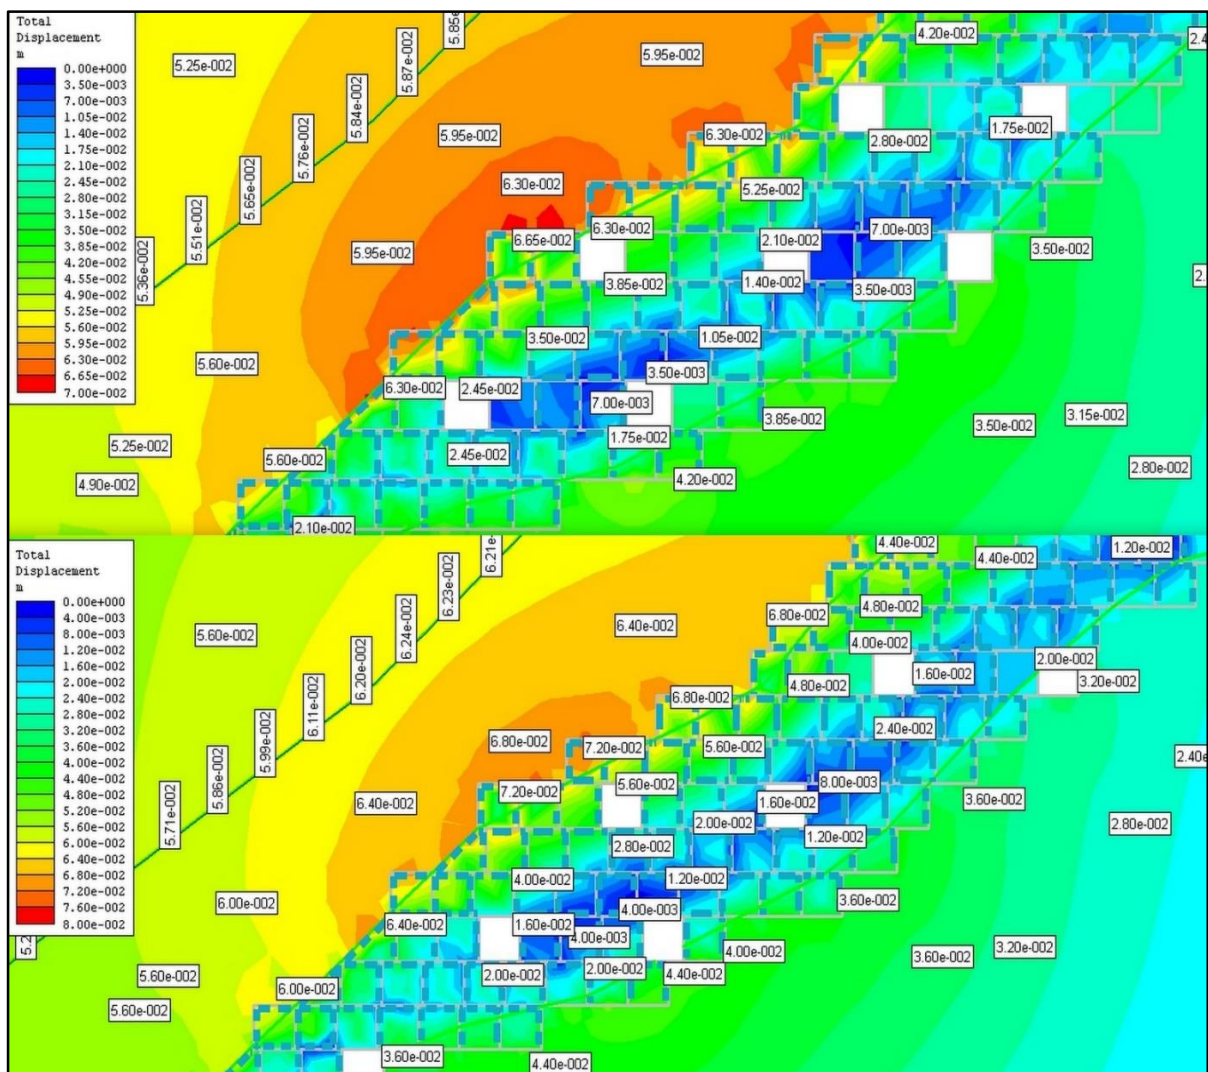 Total
Displacement
m
0.00e+000
3.50e-003
7.00e-003
1.05e-002
1.40e-002
1.75e-002
2.10e-002
2.45e-002
2.80e-002
3.15e-002
3.50e-002
3.85e-002
4.20e-002
4.55e-002
4.90e-002
5.25e-002
5.60e-002
5.95e-002
6.30e-002
6.65e-002
7.00e-002
5.25e-002
5.36e-002
5.51e-002
5.65e-002
5.76e-002
5.84e-002
5.87e-002
5.95e-002
4.20e-002
5.95e-002
6.30e-002
2.80e-002
1.75e-002
6.30e-002
5.25e-002
6.30e-002
6.65e-002
2.10e-002
7.00e-003
3.50e-002
5.95e-002
3.85e-002
1.40e-002
3.50e-003
3.50e-002
1.05e-002
5.60e-002
3.50e-003
6.30e-002
2.45e-002
7.00e-003
3.85e-002
3.50e-002
3.15e-002
1.75e-002
5.25e-002
5.60e-002
2.45e-002
2.80e-002
4.90e-002
4.20e-002
2.10e-002
Total
Displacement
m
0.00e+000
4.00e-003
8.00e-003
1.20e-002
1.60e-002
2.00e-002
2.40e-002
2.80e-002
3.20e-002
3.60e-002
4.00e-002
4.40e-002
4.80e-002
5.20e-002
5.60e-002
6.00e-002
6.40e-002
6.80e-002
7.20e-002
7.60e-002
8.00e-002
5.71e-002
5.86e-002
5.99e-002
6.11e-002
6.20e-002
6.24e-002
6.23e-002
4.40e-002
1.20e-002
4.40e-002
4.80e-002
6.80e-002
5.60e-002
6.40e-002
4.00e-002
2.00e-002
1.60e-002
3.20e-002
4.80e-002
6.80e-002
2.40e-002
6.80e-002
7.20e-002
5.60e-002
5.60e-002
8.00e-003
7.20e-002
1.60e-002
3.60e-002
6.40e-002
2.00e-002
2.80e-002
1.20e-002
2.80e-002
4.00e-002
1.20e-002
3.60e-002
6.00e-002
4.00e-003
6.40e-002
1.60e-002
4.00e-003
4.00e-002
3.20e-002
3.60e-002
5.60e-002
2.00e-002
2.00e-002
4.40e-002
6.00e-002
5.60e-002
3.60e-002
4.40e-002